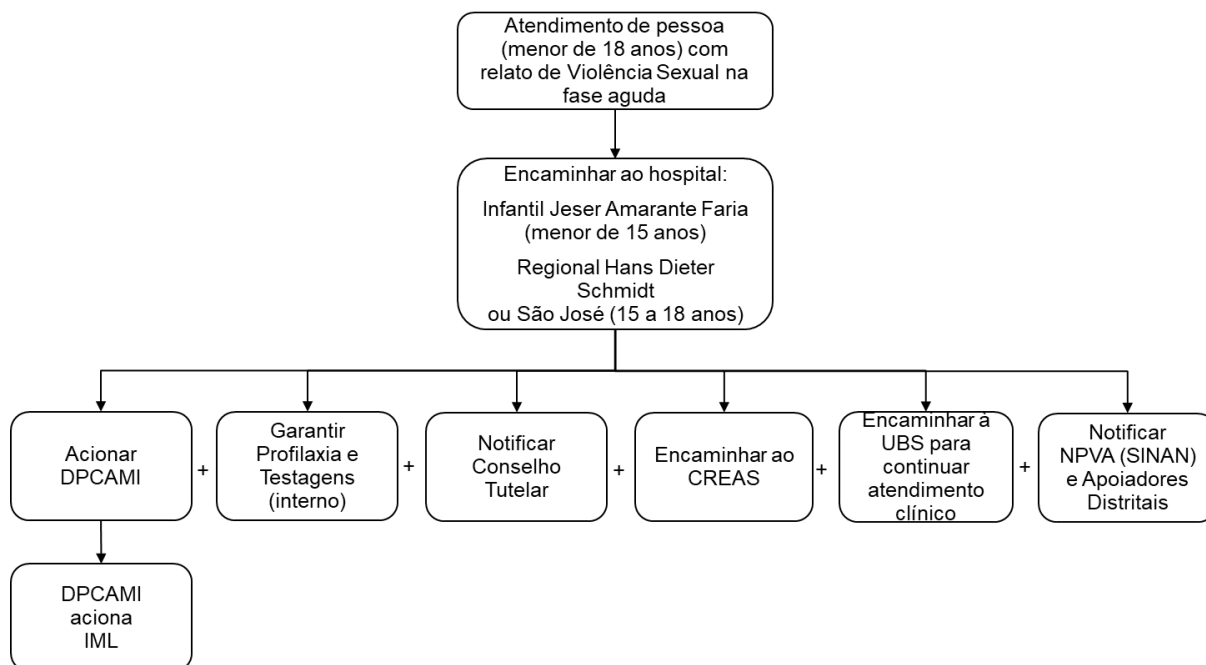 Atendimento de pessoa
(menor de 18 anos) com
relato de Violência Sexual na
fase aguda
Encaminhar ao hospital:
Infantil Jeser Amarante Faria
(menor de 15 anos)
Regional Hans Dieter
Schmidt
ou São José (15 a 18 anos)
Acionar
DPCAMI
+
Garantir
Profilaxia e
Testagens
(interno)
+
Notificar
Conselho
Tutelar
+
Encaminhar ao
CREAS
+
Encaminhar à
UBS para
continuar
atendimento
clínico
+
Notificar
NPVA (SINAN)
e Apoiadores
Distritais
DPCAMI
aciona
IML